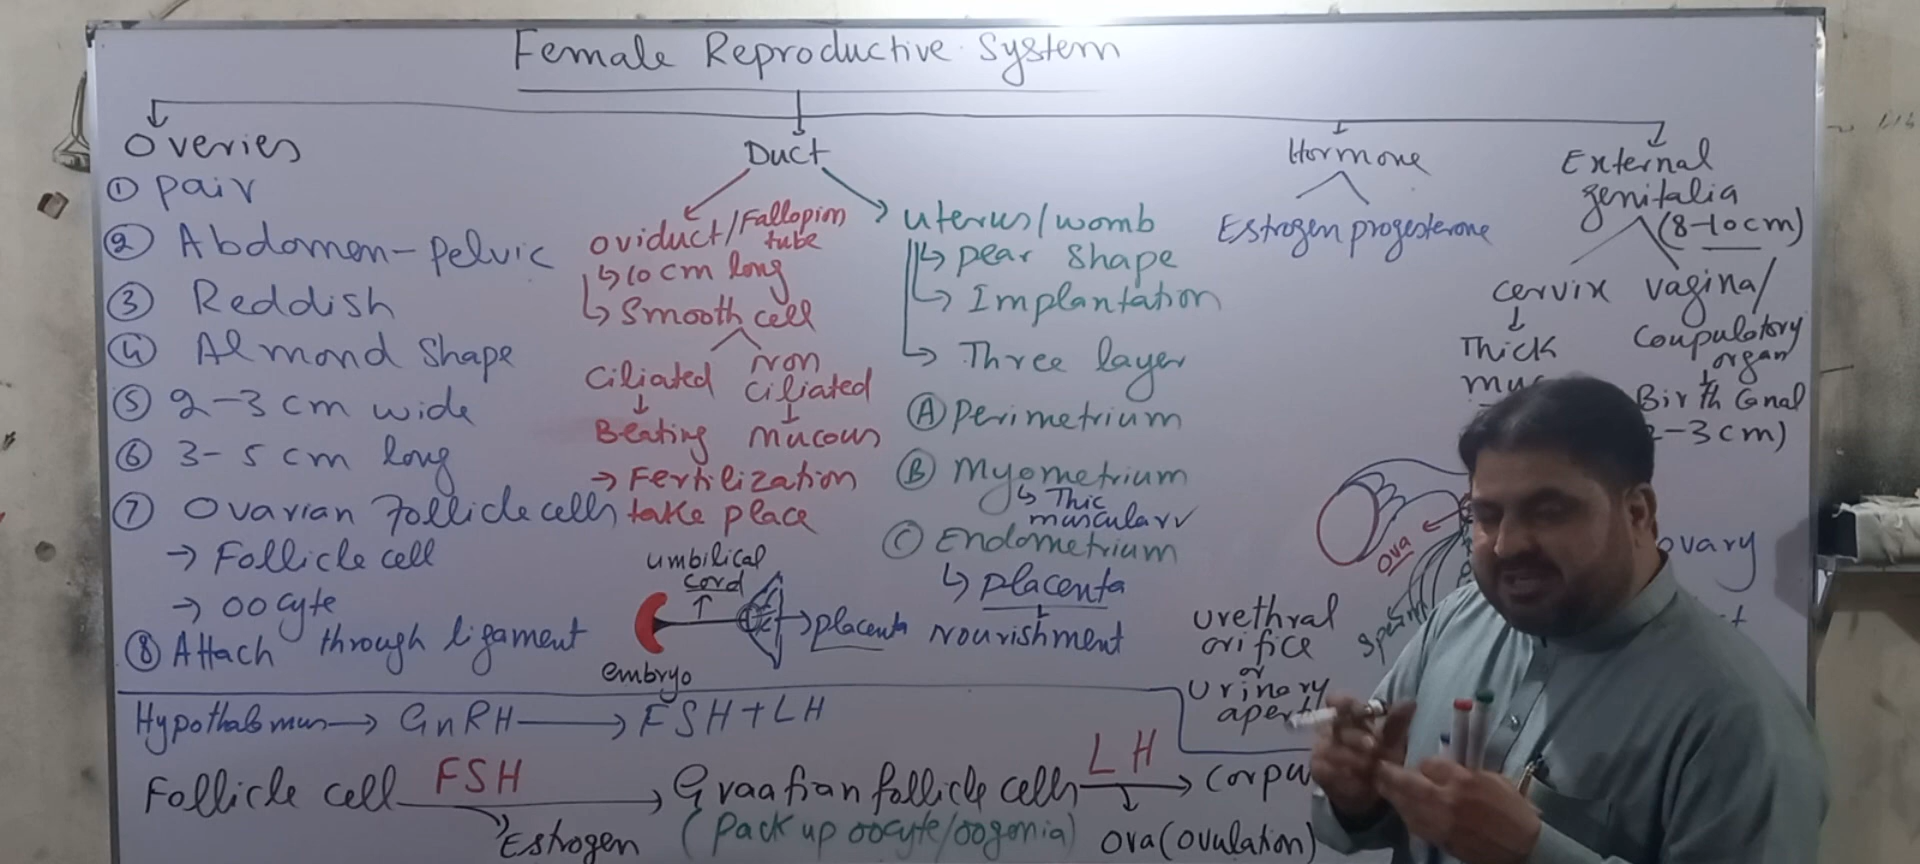 Female Reproductive System
Overies
① pair
② Abdomen-pelvic
③ Reddish
④ Almond shape
⑤ 2-3 cm wide
⑥ 3-5 cm long
⑦ Ovarian follicle cells
→ Follicle cell
→ oocyte
⑧ Attach through ligament
Duct
Oviduct/Fallopion
tube
↳ 10 cm long
↳ Smooth cell
Ciliated
↓
Beating
non
ciliated
↓
mucous
→ Fertilization
take place
umbilical
cord
↑
→ placenta
embryo
uterus/womb
↳ pear shape
↳ Implantation
↳ Three layer
Ⓐ Perimetrium
Ⓑ Myometrium
↳ Thic
muscularr
Ⓒ Endometrium
↳ placenta
↓
nourishment
Hormone
Estrogen progesterone
External
genitalia
(8-10cm)
cervix
↓
Thick
vagina/
Coupulatory
organ
↓
Birth Canal
-3cm)
Ova
ovary
urethral
orifice
or
urinary
Hypothalamus → GnRH → FSH+LH
Follicle cell FSH → Graafian follicle cells LH →
Estrogen
(Pack up oocyte/oogonia)
Ova(ovulation)